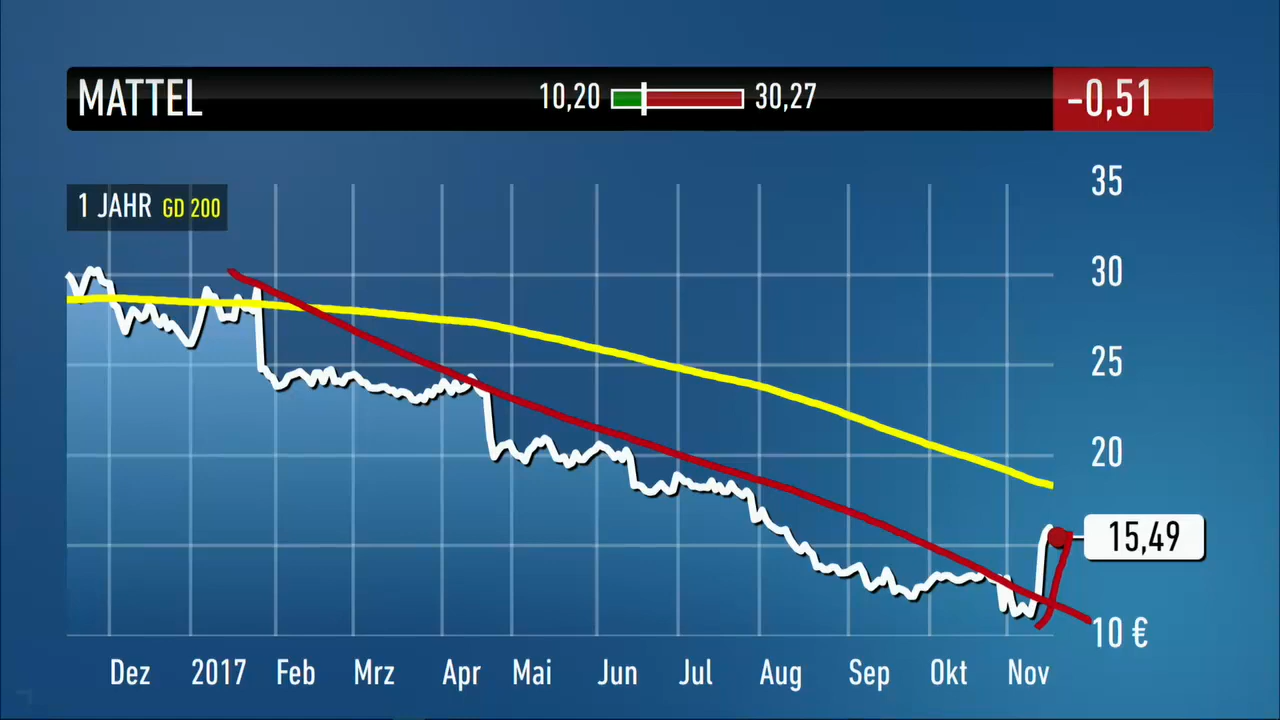 MATTEL 10,20 30,27 -0,51
1 JAHR GD 200
35
30
25
20
15,49
10 €
Dez 2017 Feb Mrz Apr Mai Jun Jul Aug Sep Okt Nov